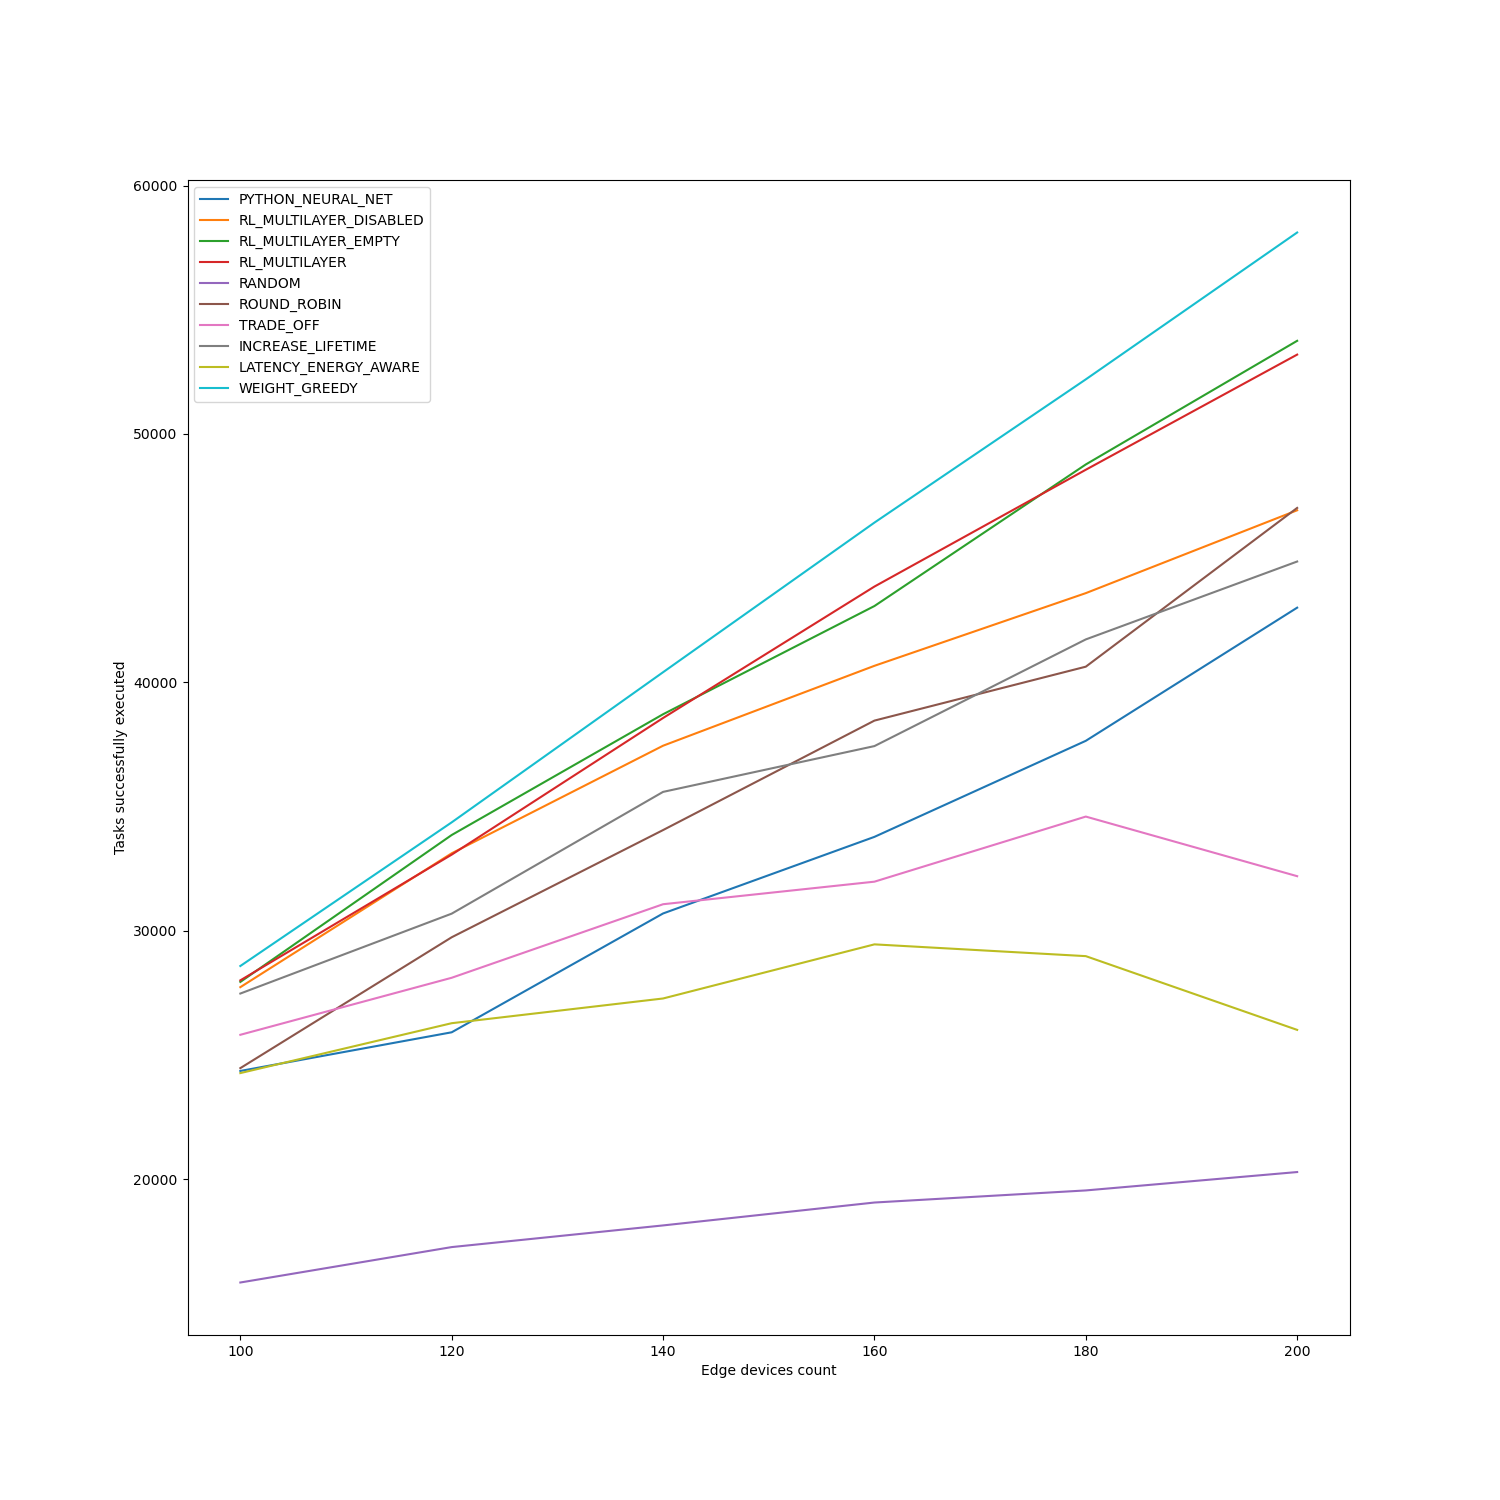 60000
50000
40000
30000
20000
Tasks successfully executed
PYTHON_NEURAL_NET
RL_MULTILAYER_DISABLED
RL_MULTILAYER_EMPTY
RL_MULTILAYER
RANDOM
ROUND_ROBIN
TRADE_OFF
INCREASE_LIFETIME
LATENCY_ENERGY_AWARE
WEIGHT_GREEDY
100 120 140 160 180 200
Edge devices count